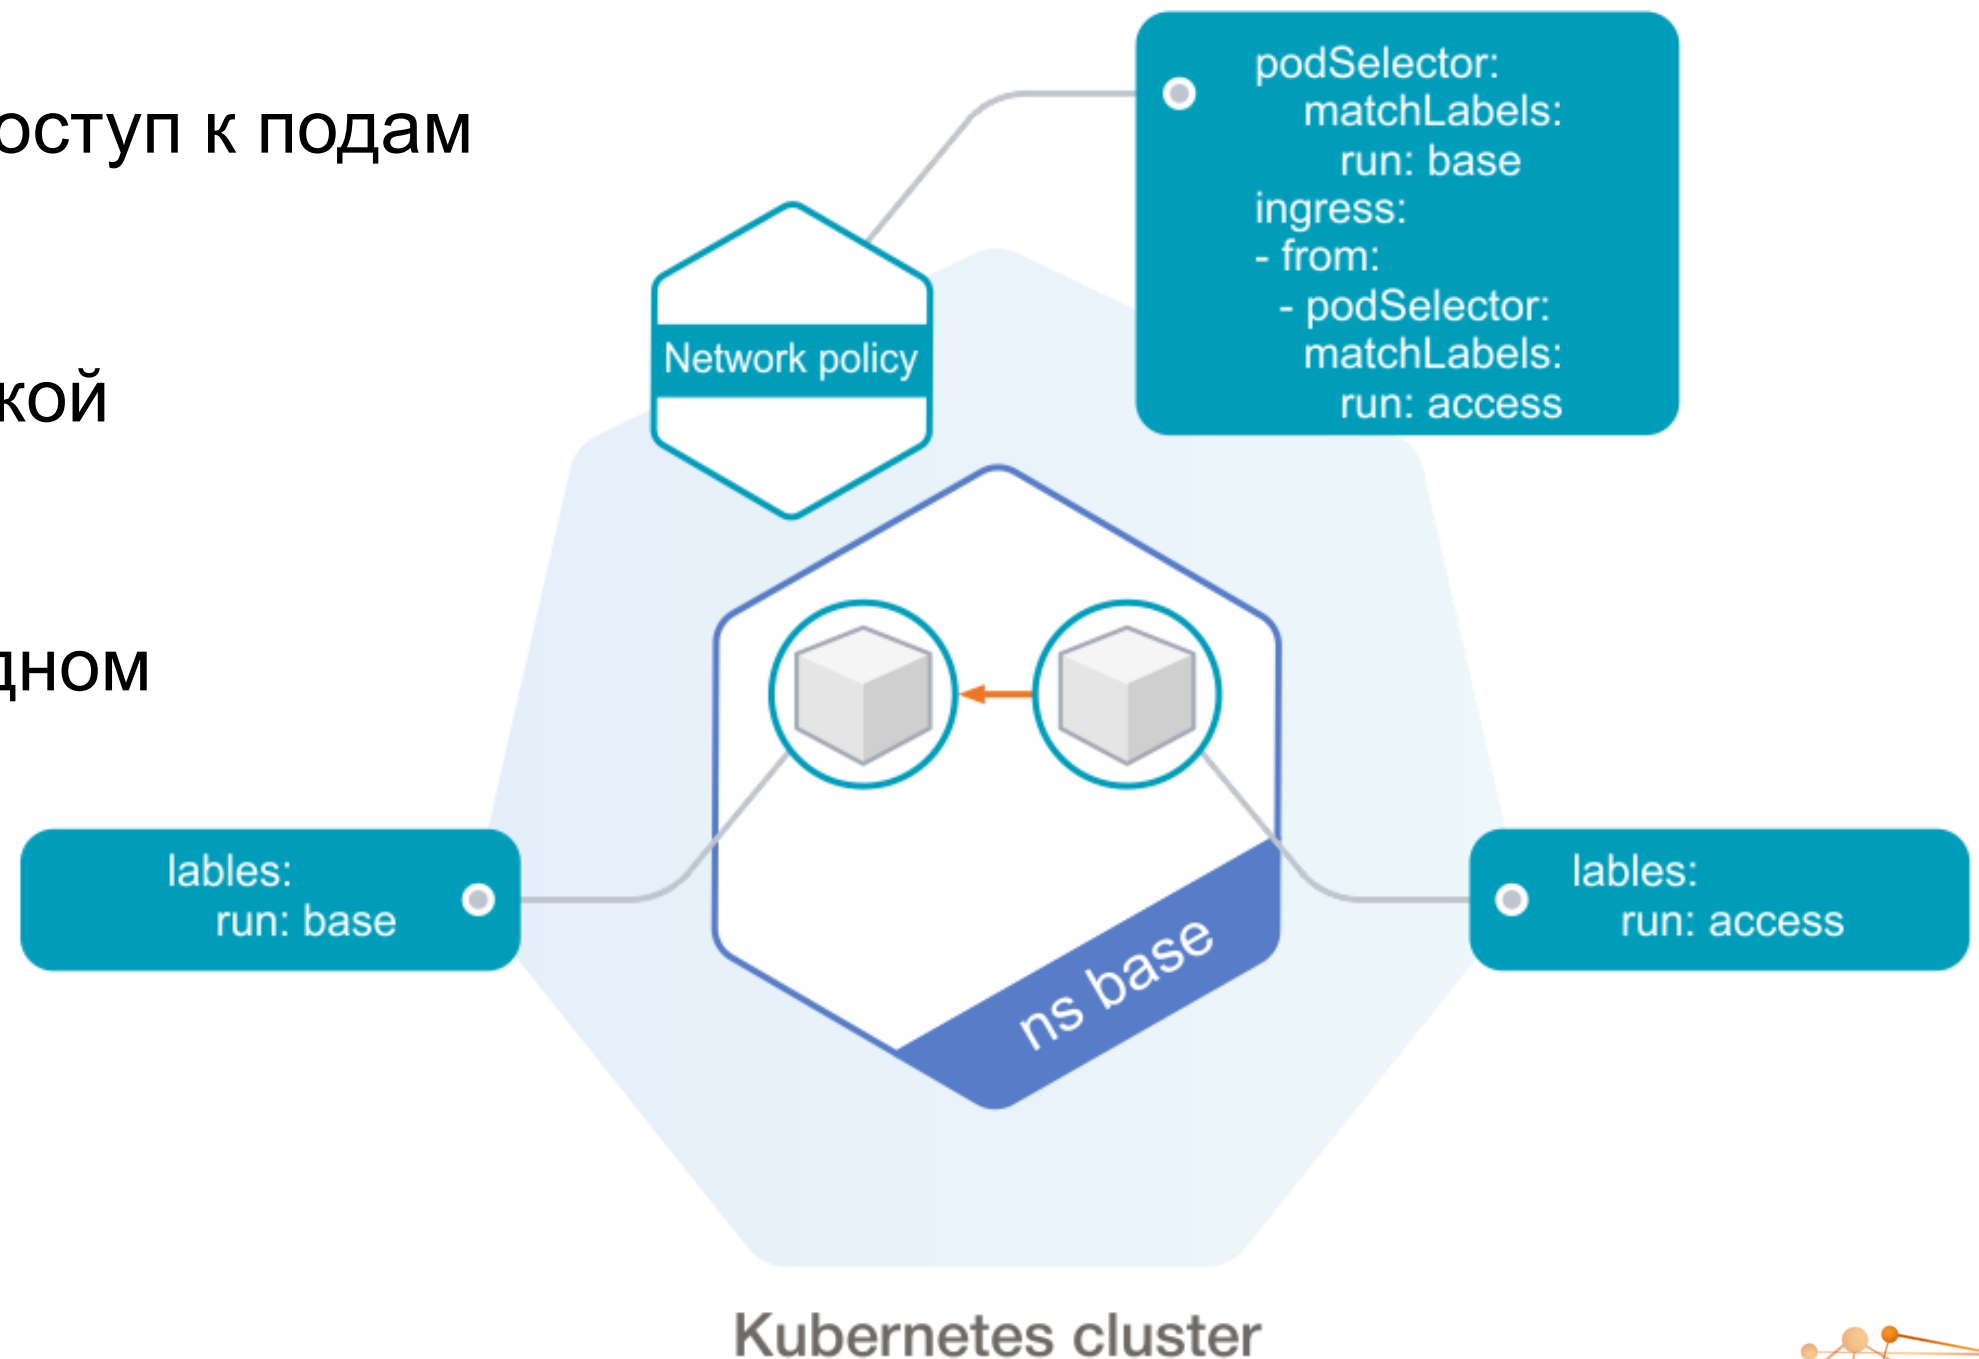 оступ к подам
кой
дном
podSelector:
matchLabels:
run: base
ingress:
- from:
- podSelector:
matchLabels:
run: access
Network policy
lables:
run: base
lables:
run: access
ns base
Kubernetes cluster